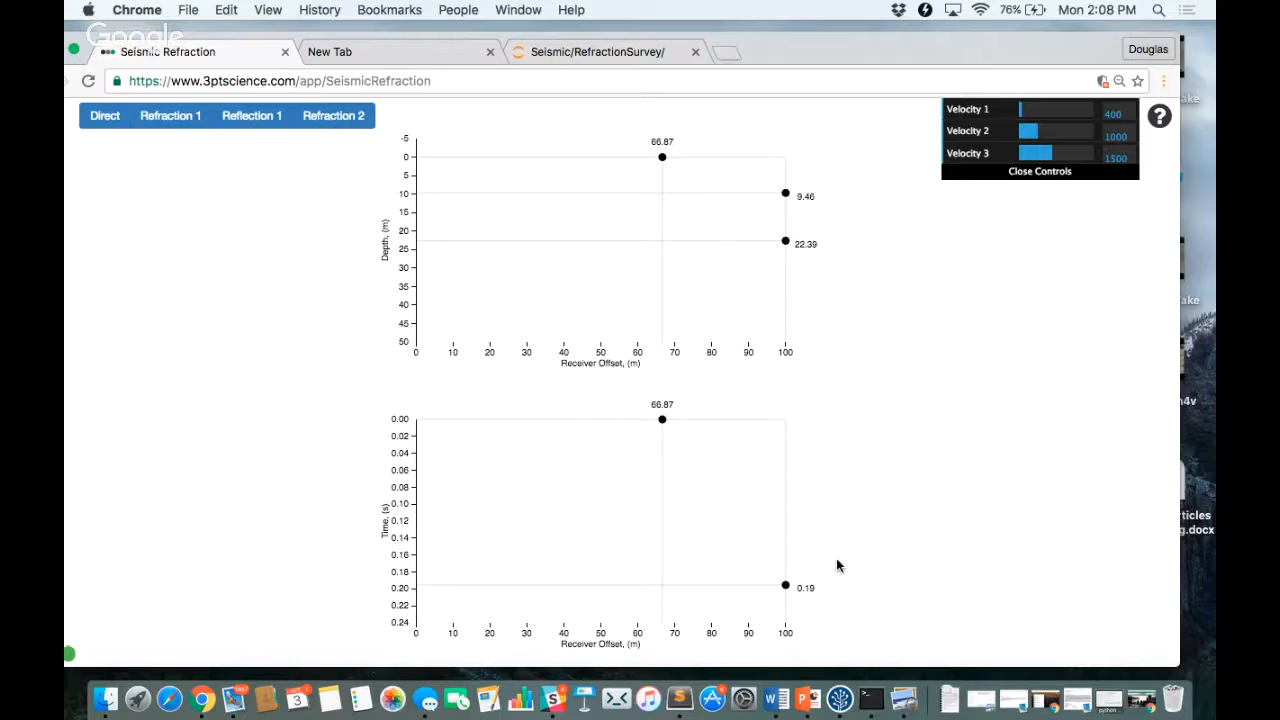 Chrome File Edit View History Bookmarks People Window Help 76% Mon 2:08 PM
Google
Seismic Refraction New Tab Seismic/RefractionSurvey/ Douglas
https://www.3ptscience.com/app/SeismicRefraction
Direct Refraction 1 Reflection 1 Refraction 2
Velocity 1 400
Velocity 2 1000
Velocity 3 1500
Close Controls
?
66.87
-5
0
5
10
15
20
25
30
35
40
45
50
Depth, (m)
9.46
22.39
0 10 20 30 40 50 60 70 80 90 100
Receiver Offset, (m)
66.87
0.00
0.02
0.04
0.06
0.08
0.10
0.12
0.14
0.16
0.18
0.20
0.22
0.24
Time, (s)
0.19
0 10 20 30 40 50 60 70 80 90 100
Receiver Offset, (m)
ake
ake
n4v
rticles
g.docx